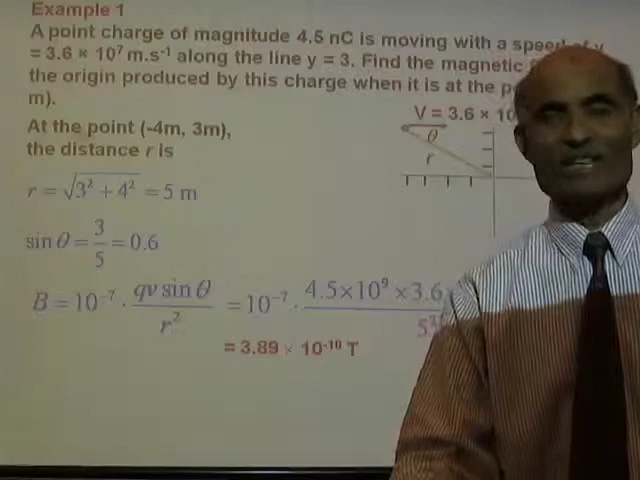 Example 1
A point charge of magnitude 4.5 nC is moving with a speed of v
= 3.6 × 10⁷ m.s⁻¹ along the line y = 3. Find the magnetic
the origin produced by this charge when it is at the
m).
V = 3.6 × 10
At the point (-4m, 3m),
the distance r is
θ
r
r = √3² + 4² = 5 m
sin θ = 3/5 = 0.6
B = 10⁻⁷ · qv sin θ / r² = 10⁻⁷ · 4.5×10⁹ × 3.6 / 5
= 3.89 × 10⁻¹⁰ T